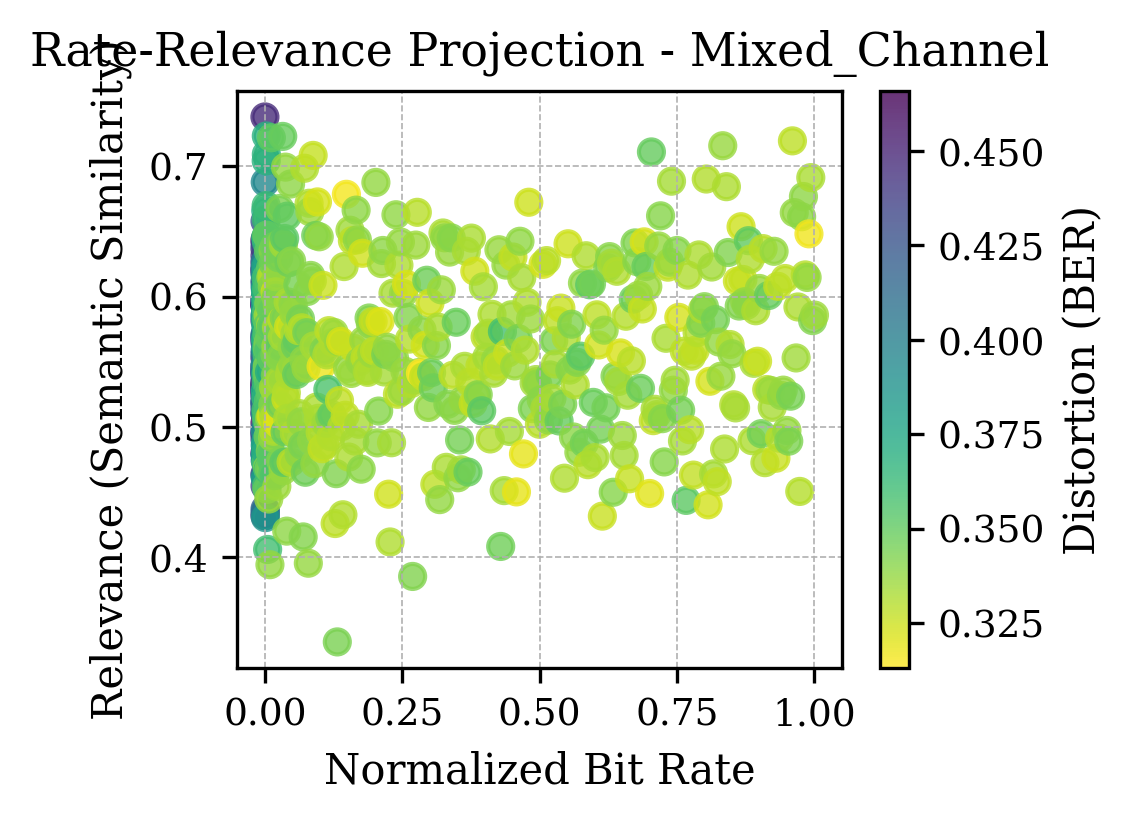 Rate-Relevance Projection - Mixed_Channel
Relevance (Semantic Similarity)
0.7
0.6
0.5
0.4
0.00 0.25 0.50 0.75 1.00
Normalized Bit Rate
0.450
0.425
0.400
0.375
0.350
0.325
Distortion (BER)